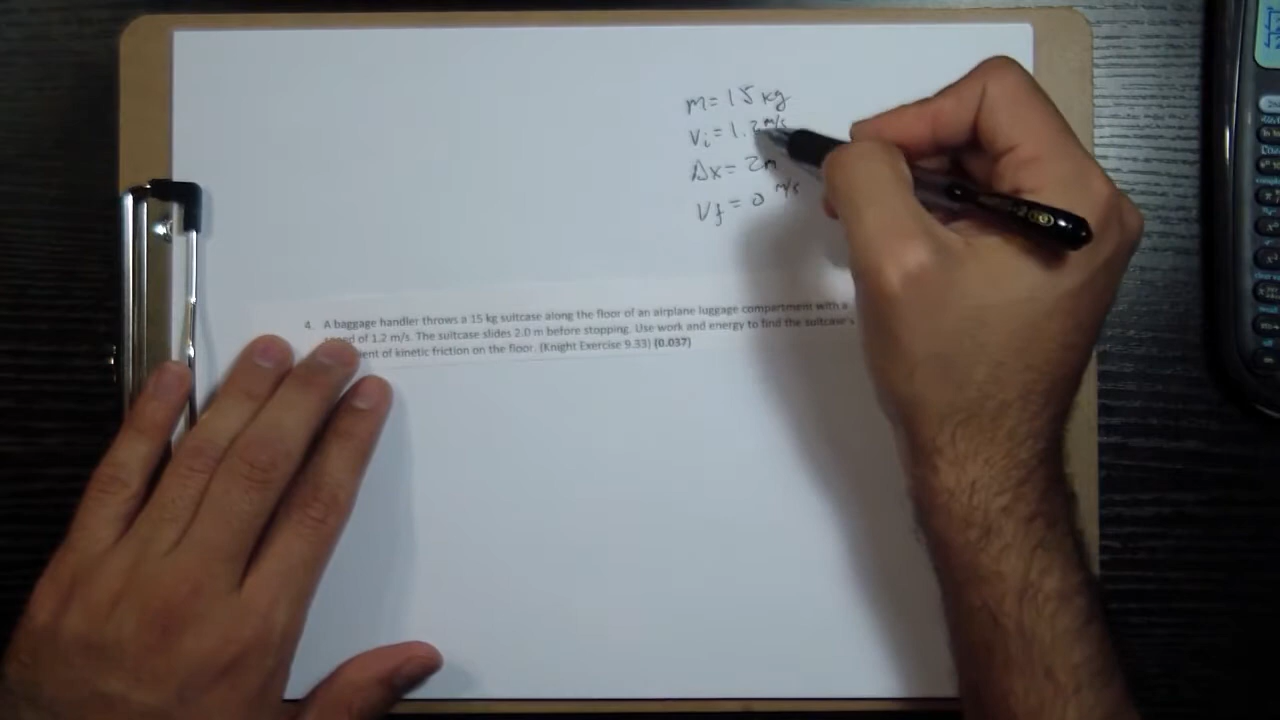 m= 15 kg
Vi = 1.2 m/s
Δx = 2m
Vf = 0 m/s
4. A baggage handler throws a 15 kg suitcase along the floor of an airplane luggage compartment with a
of 1.2 m/s. The suitcase slides 2.0 m before stopping. Use work and energy to find the suitcase's
of kinetic friction on the floor. (Knight Exercise 9.33) (0.037)